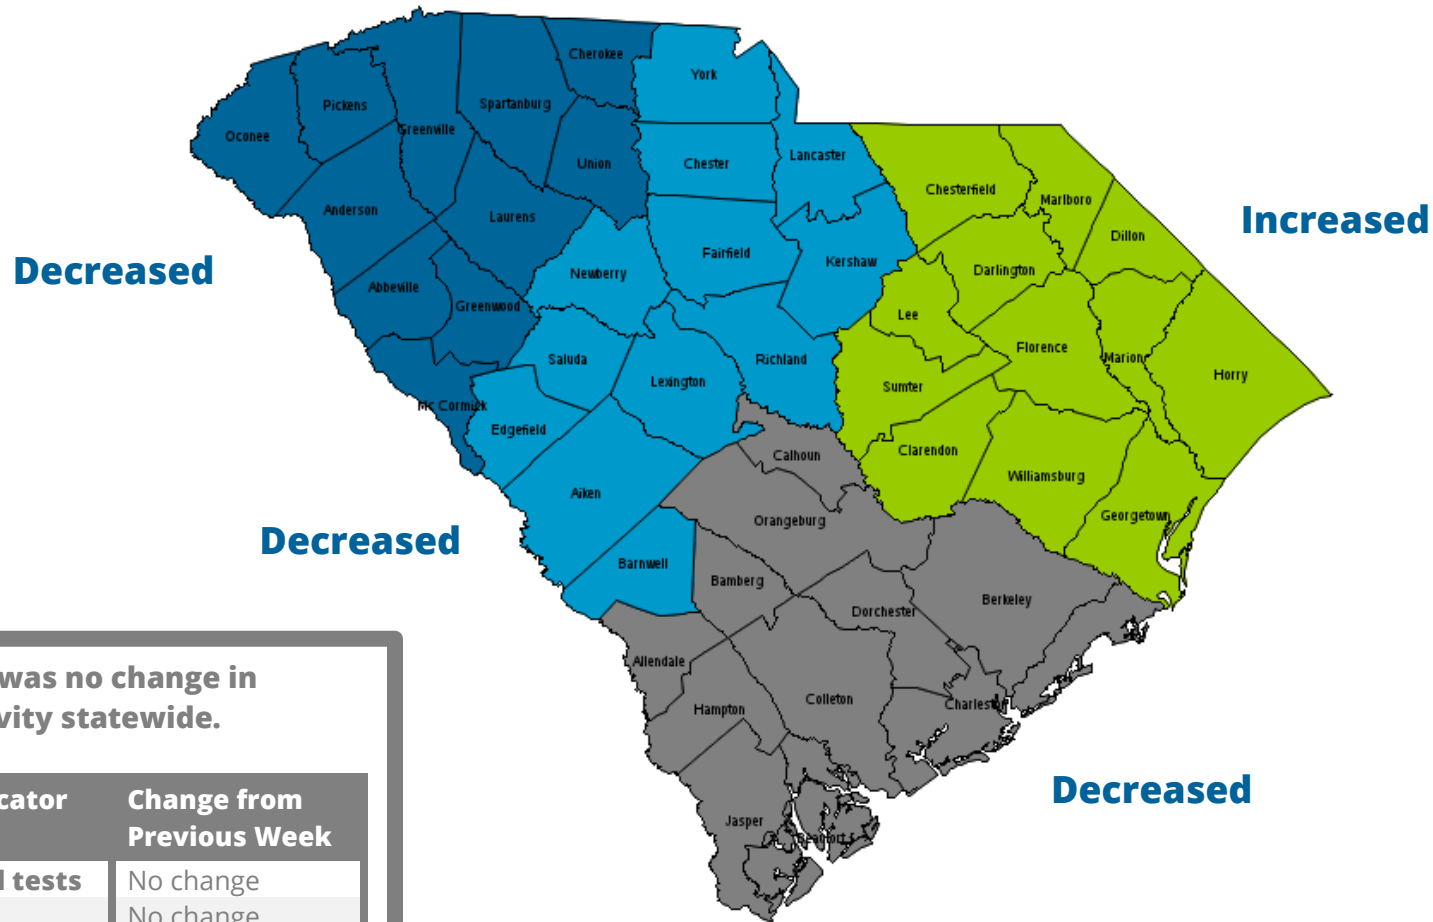 Cherokee
York
Pickens
Spartanburg
Greenville
Oconee
Union
Chester
Lancaster
Chesterfield
Marlboro
Anderson
Laurens
Increased
Dillon
Fairfield
Kershaw
Decreased
Newberry
Darlington
Abbeville
Greenwood
Lee
Florence
Saluda
Richland
Marion
Lexington
Sumter
Horry
Mc Cormick
Edgefield
Calhoun
Clarendon
Williamsburg
Aiken
Georgetown
Orangeburg
Decreased
Barnwell
Bamberg
Berkeley
Dorchester
Allendale
was no change in
vity statewide.
Colleton
Charleston
Hampton
Decreased
cator
Change from
Previous Week
Jasper
Beaufort
l tests
No change
No change